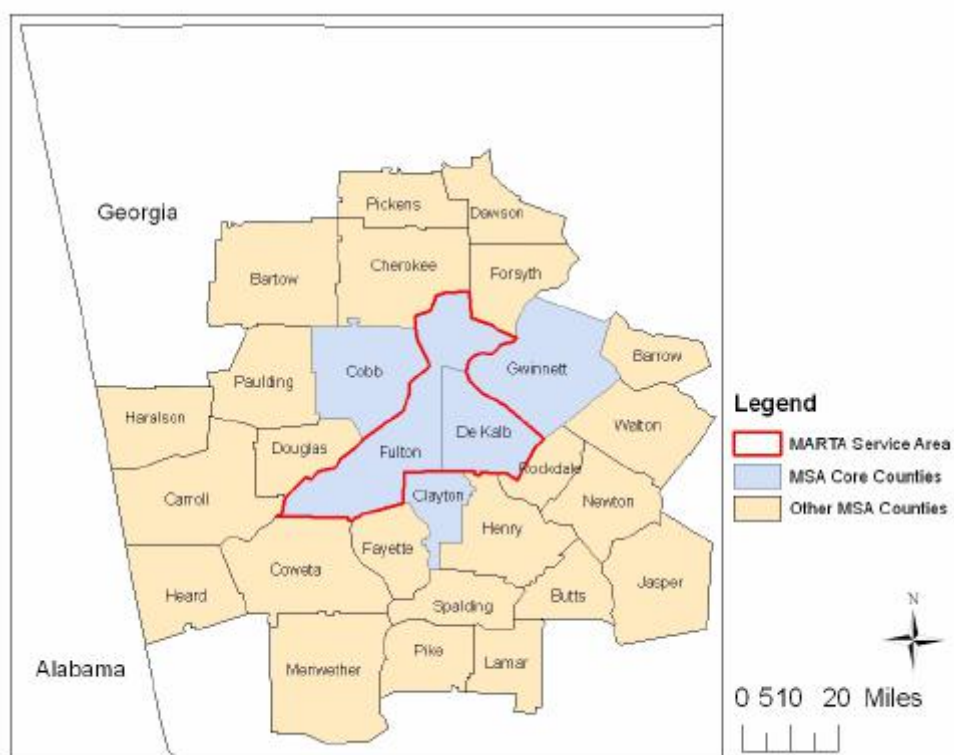 Georgia
Pickens
Dawson
Bartow
Cherokee
Forsyth
Cobb
Gwinnett
Barrow
Paulding
Haralson
Walton
Douglas
Fulton
De Kalb
Rockdale
Carroll
Clayton
Newton
Henry
Fayette
Heard
Coweta
Butts
Jasper
Spalding
Alabama
Meriwether
Pike
Lamar
Legend
MARTA Service Area
MSA Core Counties
Other MSA Counties
N
0 510 20 Miles